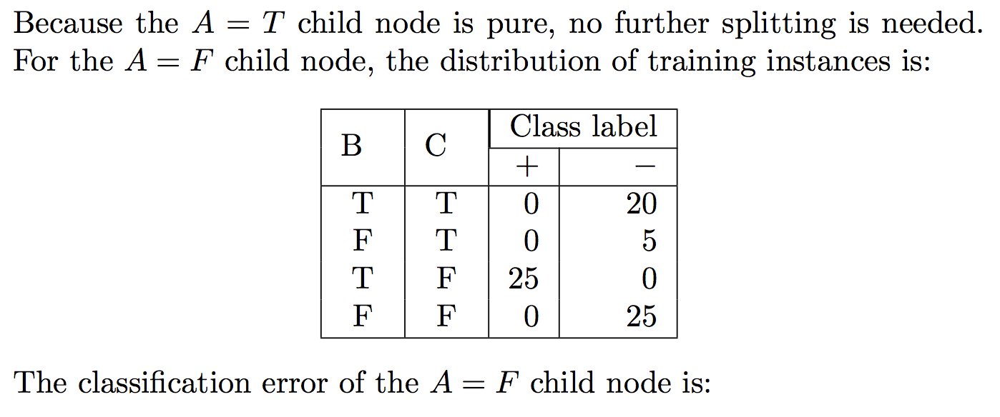 Because the A = T child node is pure, no further splitting is needed.
For the A = F child node, the distribution of training instances is:
B C Class label
+ −
T T 0 20
F T 0 5
T F 25 0
F F 0 25
The classification error of the A = F child node is: